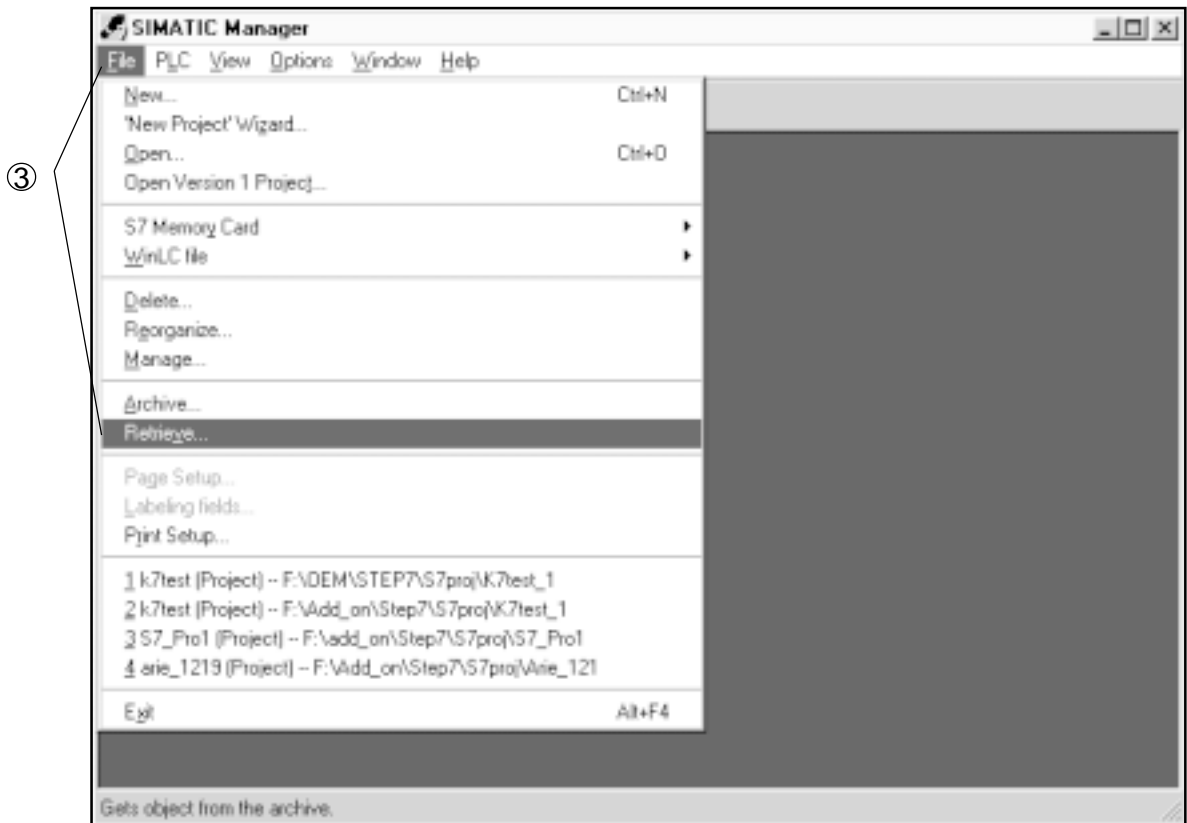 SIMATIC Manager
File PLC View Options Window Help
New... Ctrl+N
'New Project' Wizard...
Open... Ctrl+O
Open Version 1 Project...
③
S7 Memory Card
WinLC file
Delete...
Reorganize...
Manage...
Archive...
Retrieve...
Page Setup...
Labeling fields...
Print Setup...
1 k7test (Project) -- F:\OEM\STEP7\S7proj\K7test_1
2 k7test (Project) -- F:\Add_on\Step7\S7proj\K7test_1
3 S7_Pro1 (Project) -- F:\add_on\Step7\S7proj\S7_Pro1
4 arie_1219 (Project) -- F:\Add_on\Step7\S7proj\Arie_121
Exit Alt+F4
Gets object from the archive.